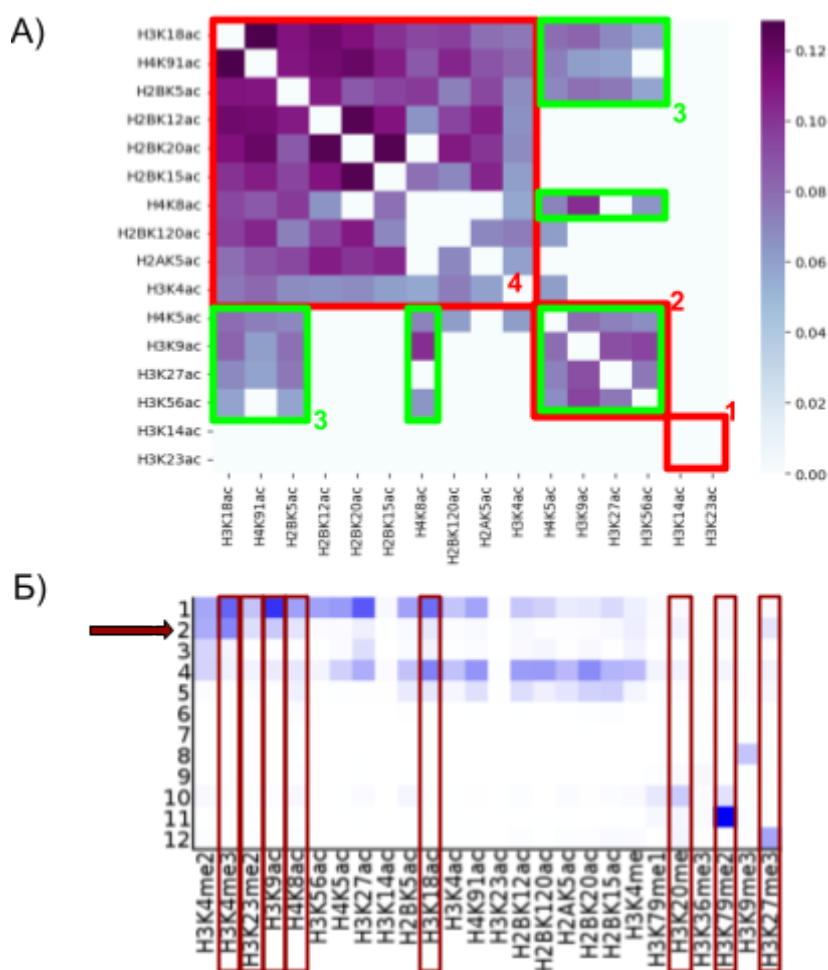 А)
H3K18ac
H4K91ac
H2BK5ac
H2BK12ac
H2BK20ac
H2BK15ac
H4K8ac
H2BK120ac
H2AK5ac
H3K4ac
H4K5ac
H3K9ac
H3K27ac
H3K56ac
H3K14ac
H3K23ac
3
4
2
3
1
0.12
0.10
0.08
0.06
0.04
0.02
0.00
H3K18ac
H4K91ac
H2BK5ac
H2BK12ac
H2BK20ac
H2BK15ac
H4K8ac
H2BK120ac
H2AK5ac
H3K4ac
H4K5ac
H3K9ac
H3K27ac
H3K56ac
H3K14ac
H3K23ac
Б)
1
2
3
4
5
6
8
9
10
11
12
H3K4me2
H3K4me3
H3K23me2
H3K9ac
H4K8ac
H3K56ac
H4K5ac
H3K27ac
H3K14ac
H2BK5ac
H3K18ac
H3K4ac
H4K91ac
H3K23ac
H2BK12ac
H2BK120ac
H2AK5ac
H2BK20ac
H2BK15ac
H3K4me
H3K79me1
H3K20me
H3K36me3
H3K79me2
H3K9me3
H3K27me3